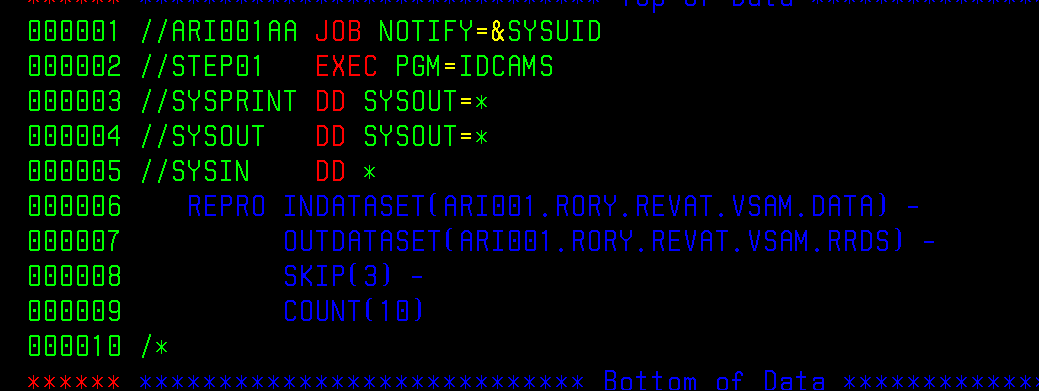 ****** *************************** Top of Data ******************
000001 //ARI001AA JOB NOTIFY=&SYSUID
000002 //STEP01   EXEC PGM=IDCAMS
000003 //SYSPRINT DD SYSOUT=*
000004 //SYSOUT   DD SYSOUT=*
000005 //SYSIN    DD *
000006    REPRO INDATASET(ARI001.RORY.REVAT.VSAM.DATA) -
000007          OUTDATASET(ARI001.RORY.REVAT.VSAM.RRDS) -
000008          SKIP(3) -
000009          COUNT(10)
000010 /*
****** **************************** Bottom of Data *************